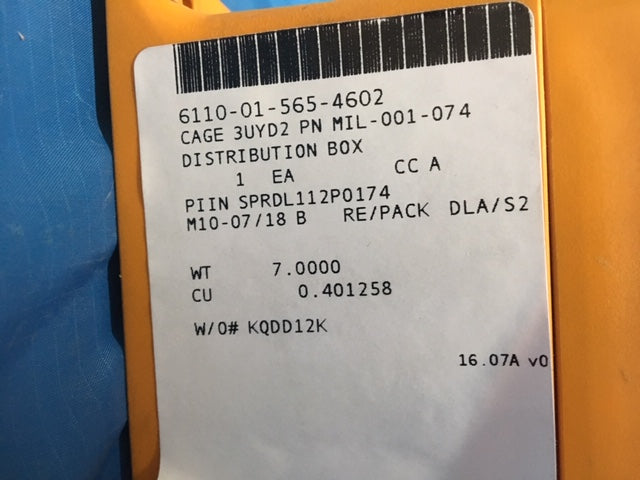 6110-01-565-4602
CAGE 3UYD2 PN MIL-001-074
DISTRIBUTION BOX
1 EA CC A
PIIN SPRDL112P0174
M10-07/18 B RE/PACK DLA/S2
WT 7.0000
CU 0.401258
W/O# KQDD12K
16.07A v0